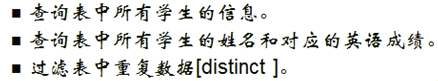 ■ 查询表中所有学生的信息。
■ 查询表中所有学生的姓名和对应的英语成绩。
■ 过滤表中重复数据[distinct ]。